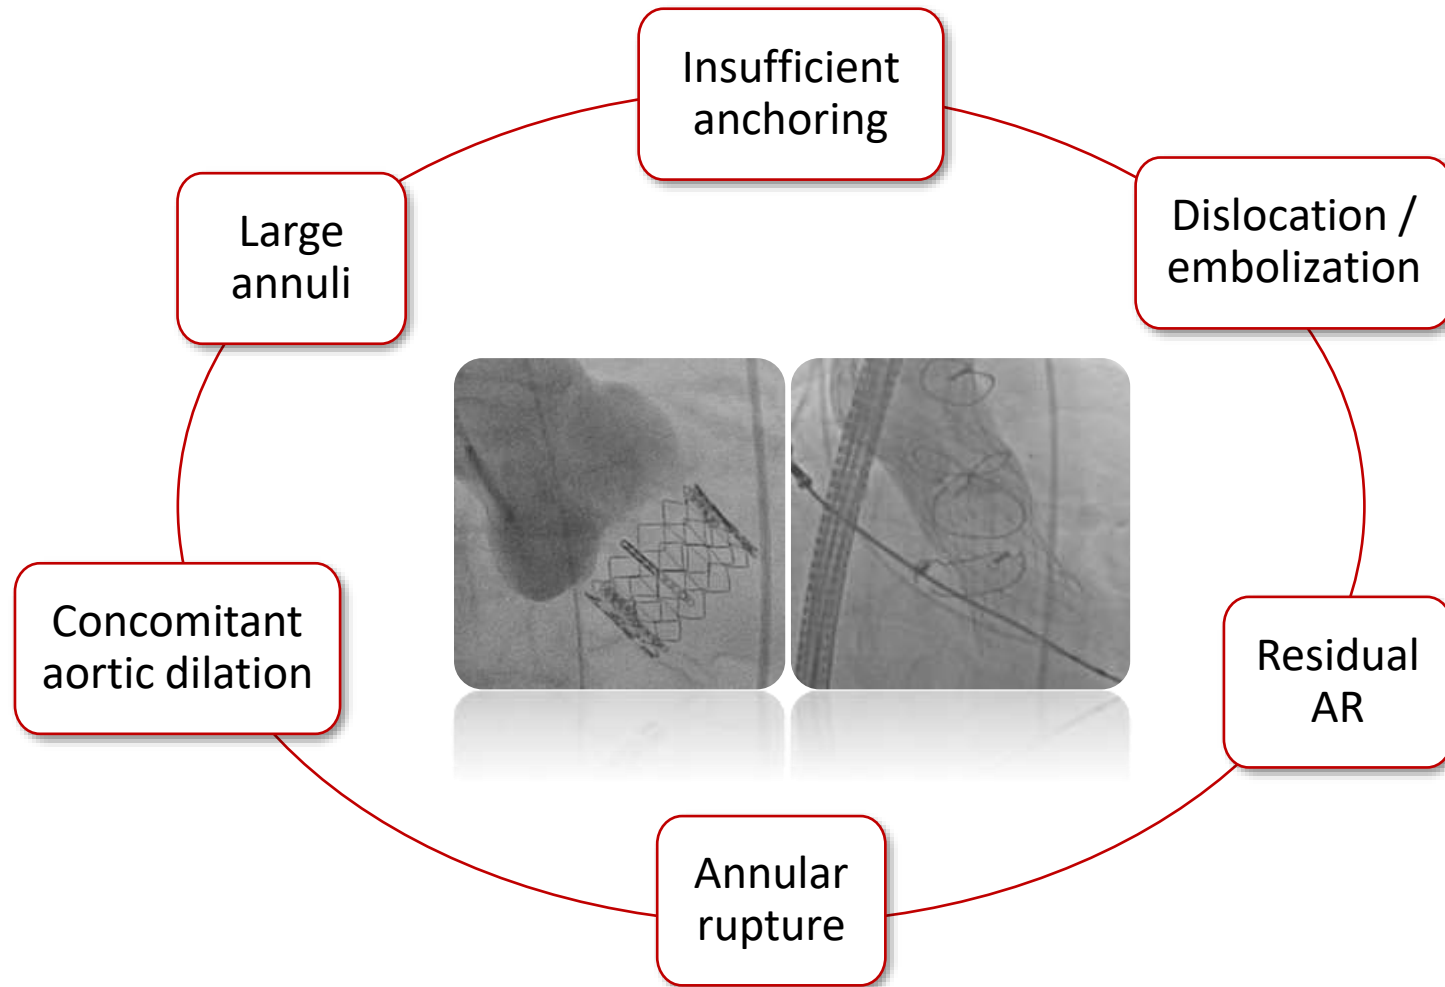 Insufficient
anchoring
Dislocation /
embolization
Residual
AR
Annular
rupture
Concomitant
aortic dilation
Large
annuli